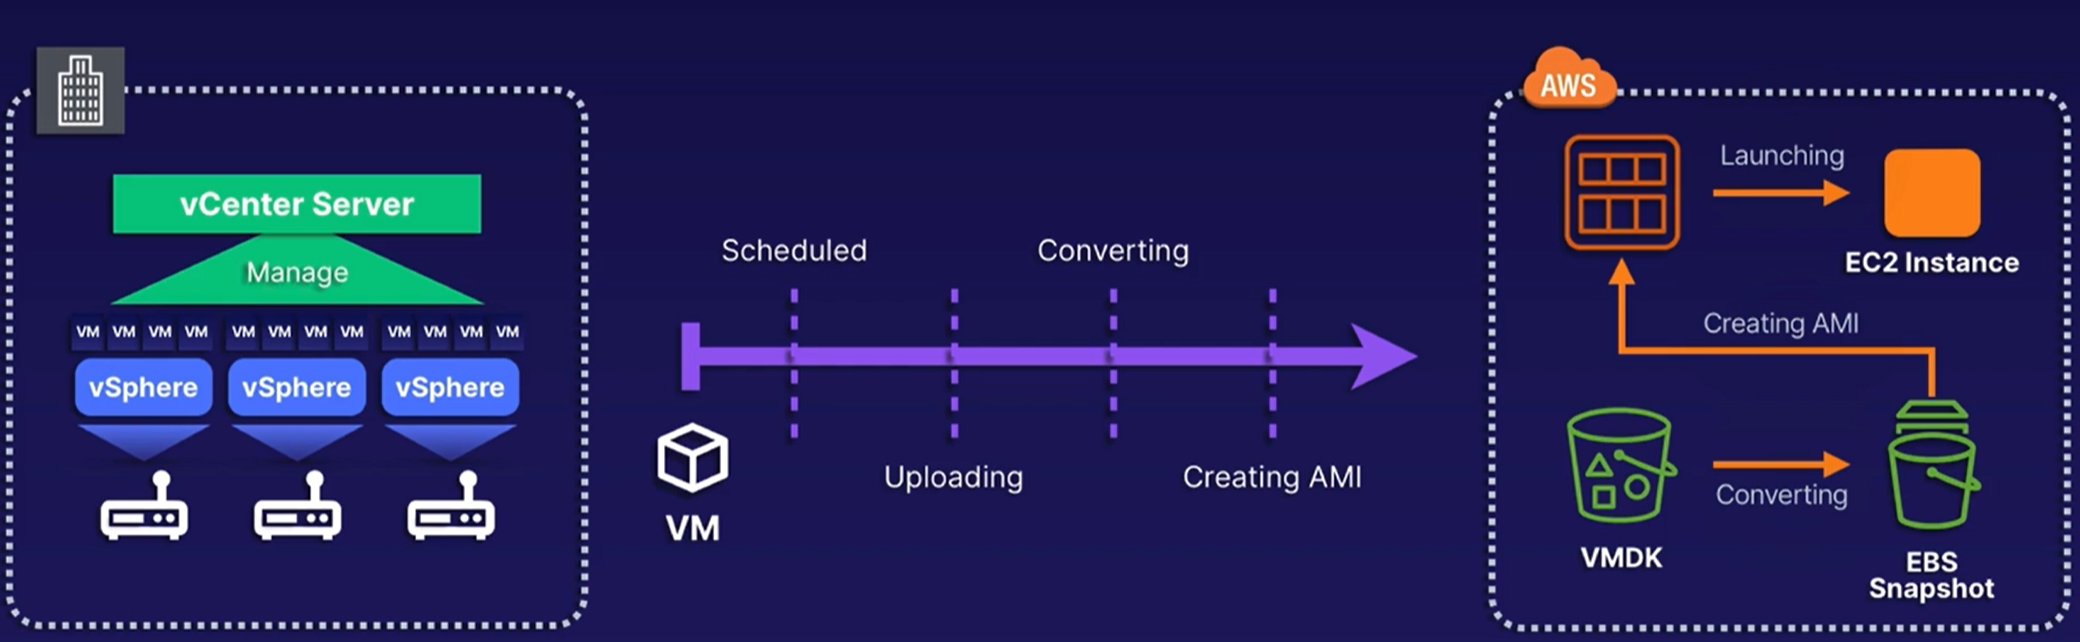 vCenter Server
Manage
VM VM VM VM VM VM VM VM VM VM VM VM
vSphere vSphere vSphere
Scheduled
Converting
Uploading
Creating AMI
VM
AWS
Launching
EC2 Instance
Creating AMI
Converting
VMDK
EBS
Snapshot